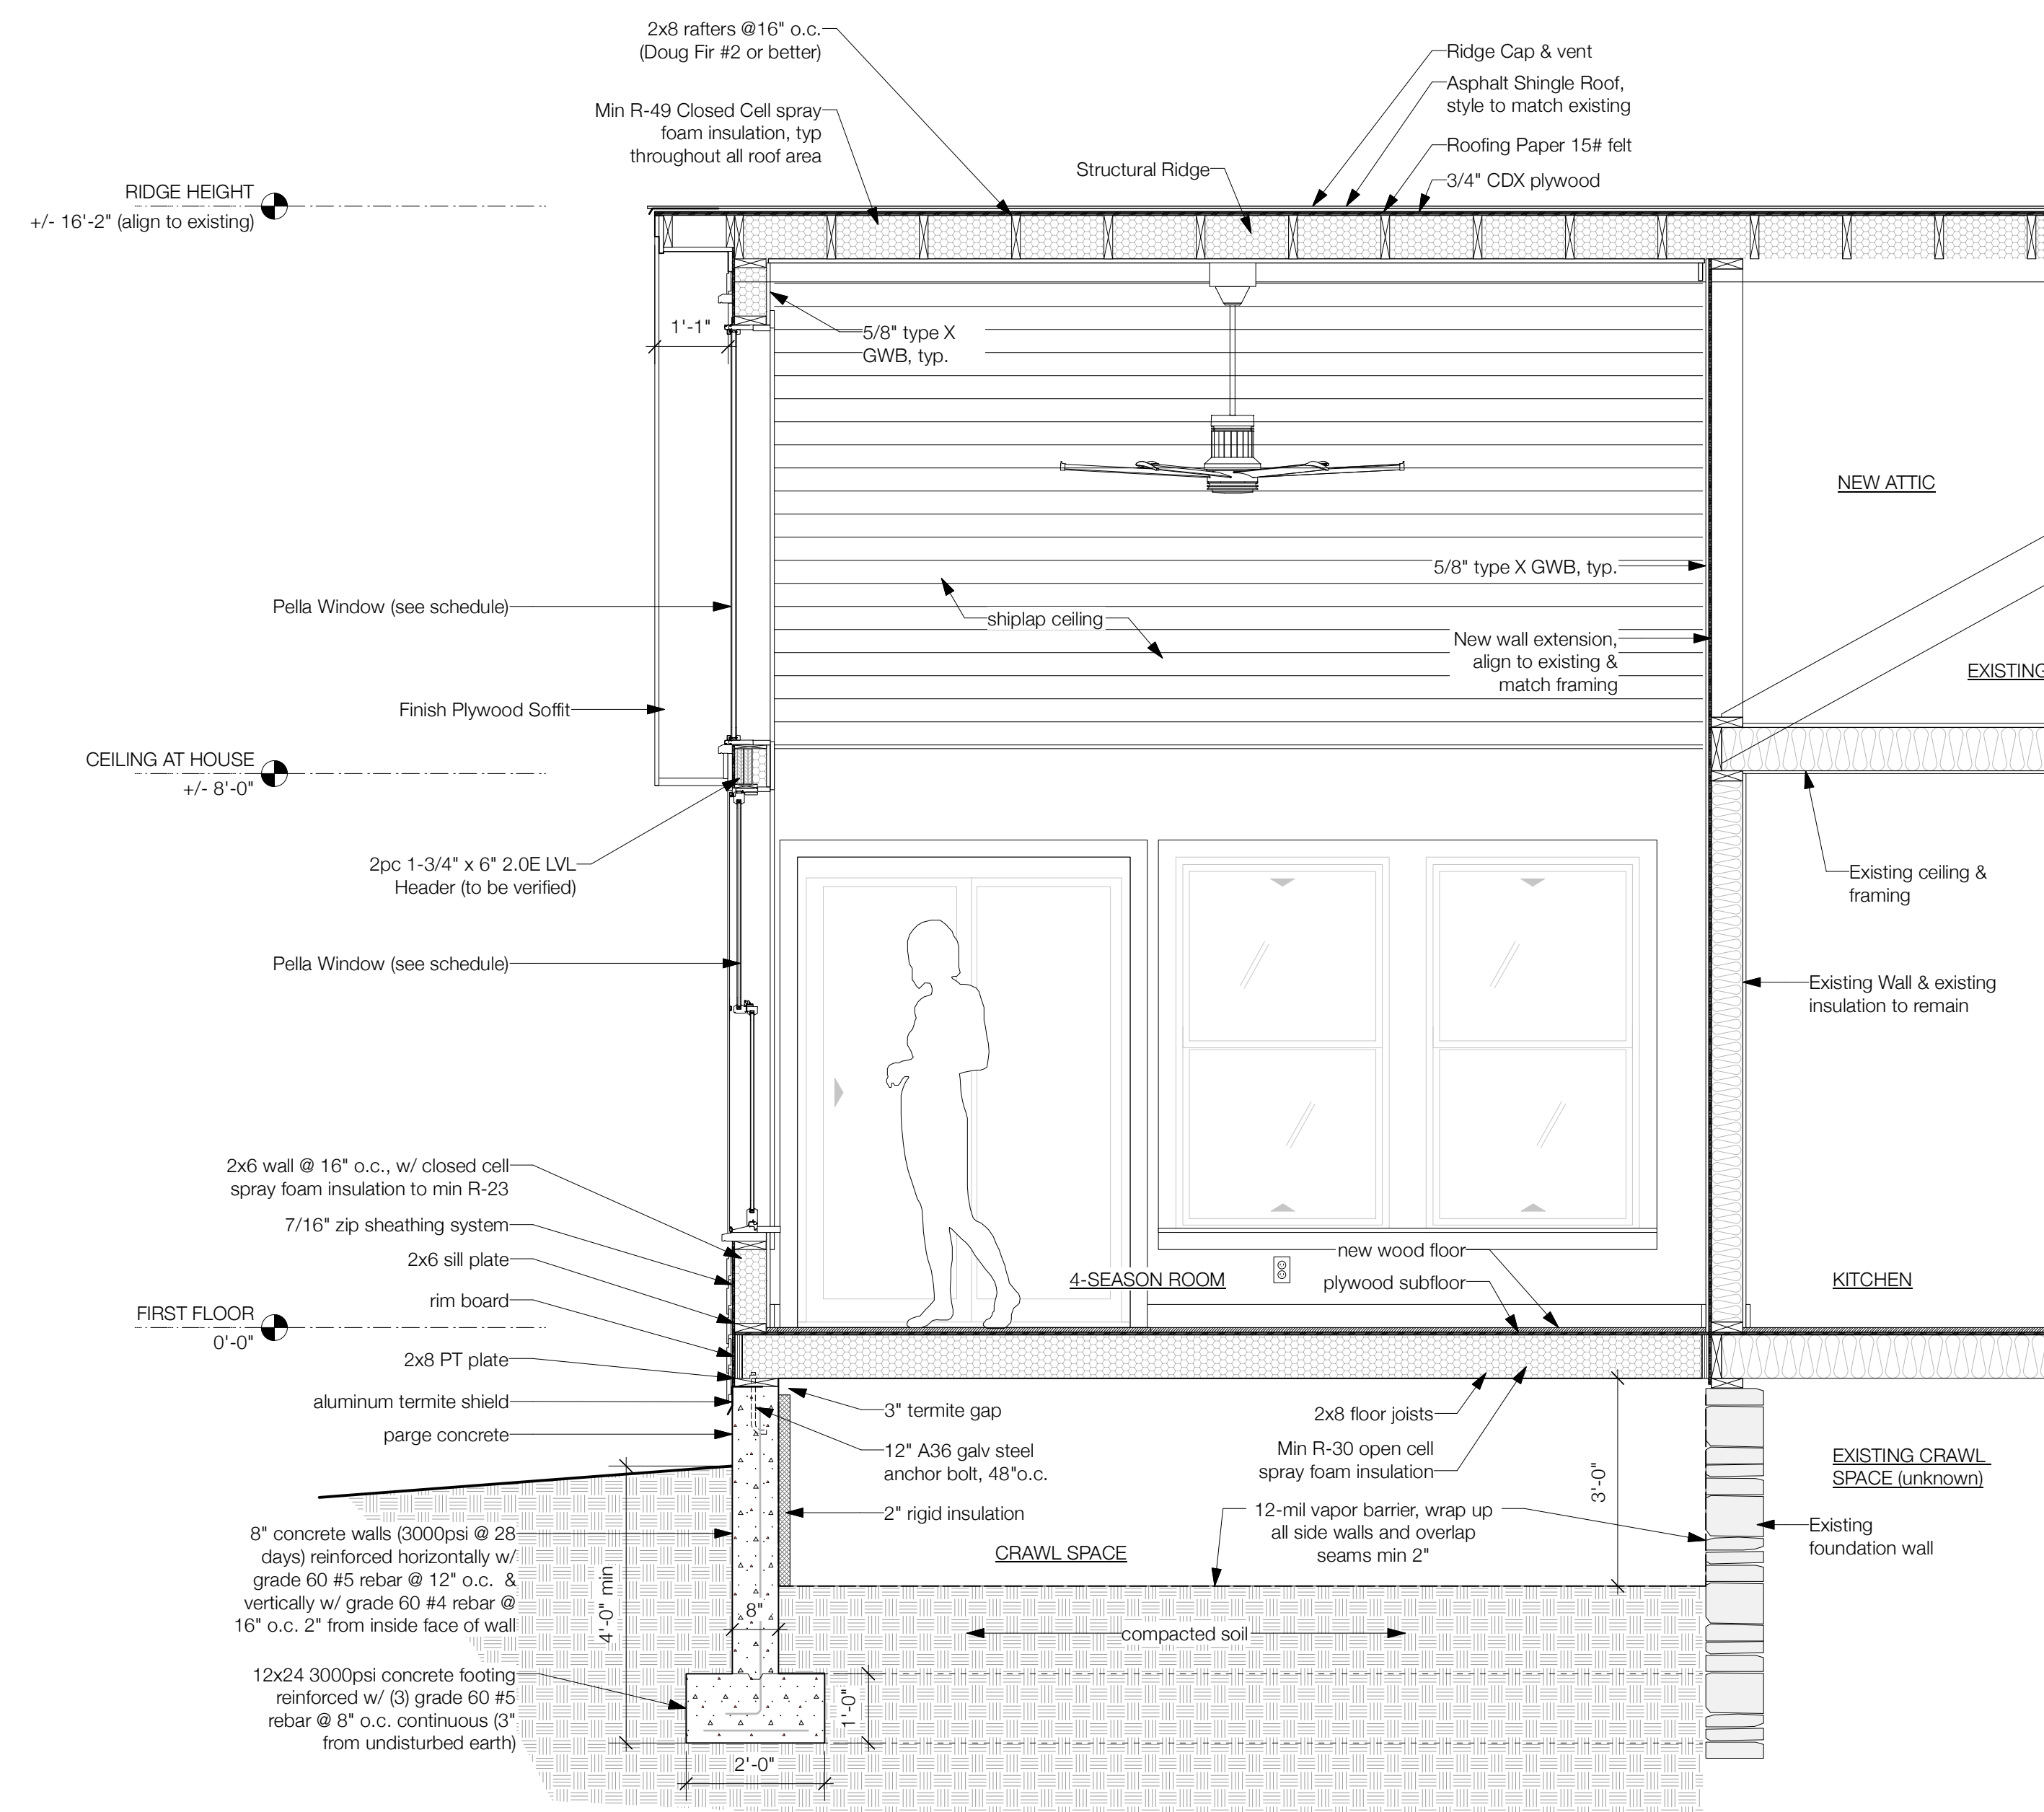 2x8 rafters @16" o.c.
(Doug Fir #2 or better)
Ridge Cap & vent
Asphalt Shingle Roof,
style to match existing
Min R-49 Closed Cell spray
foam insulation, typ
throughout all roof area
Roofing Paper 15# felt
Structural Ridge
3/4" CDX plywood
RIDGE HEIGHT
+/- 16'-2" (align to existing)
1'-1"
5/8" type X
GWB, typ.
NEW ATTIC
5/8" type X GWB, typ.
Pella Window (see schedule)
shiplap ceiling
New wall extension,
align to existing &
match framing
EXISTING
Finish Plywood Soffit
CEILING AT HOUSE
+/- 8'-0"
2pc 1-3/4" x 6" 2.0E LVL
Header (to be verified)
Existing ceiling &
framing
Pella Window (see schedule)
Existing Wall & existing
insulation to remain
2x6 wall @ 16" o.c., w/ closed cell
spray foam insulation to min R-23
7/16" zip sheathing system
2x6 sill plate
rim board
new wood floor
4-SEASON ROOM
plywood subfloor
KITCHEN
FIRST FLOOR
0'-0"
2x8 PT plate
aluminum termite shield
parge concrete
3" termite gap
12" A36 galv steel
anchor bolt, 48"o.c.
2" rigid insulation
2x8 floor joists
Min R-30 open cell
spray foam insulation
3'-0"
EXISTING CRAWL
SPACE (unknown)
12-mil vapor barrier, wrap up
all side walls and overlap
seams min 2"
Existing
foundation wall
CRAWL SPACE
8" concrete walls (3000psi @ 28
days) reinforced horizontally w/
grade 60 #5 rebar @ 12" o.c. &
vertically w/ grade 60 #4 rebar @
16" o.c. 2" from inside face of wall
4'-0" min
8"
compacted soil
12x24 3000psi concrete footing
reinforced w/ (3) grade 60 #5
rebar @ 8" o.c. continuous (3"
from undisturbed earth)
1'-0"
2'-0"